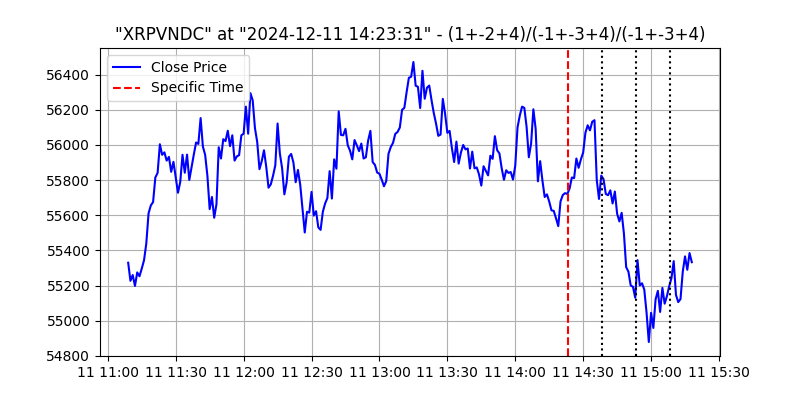 "XRPVNDC" at "2024-12-11 14:23:31" - (1+-2+4)/(-1+-3+4)/(-1+-3+4)
Close Price
Specific Time
56400
56200
56000
55800
55600
55400
55200
55000
54800
11 11:00 11 11:30 11 12:00 11 12:30 11 13:00 11 13:30 11 14:00 11 14:30 11 15:00 11 15:30